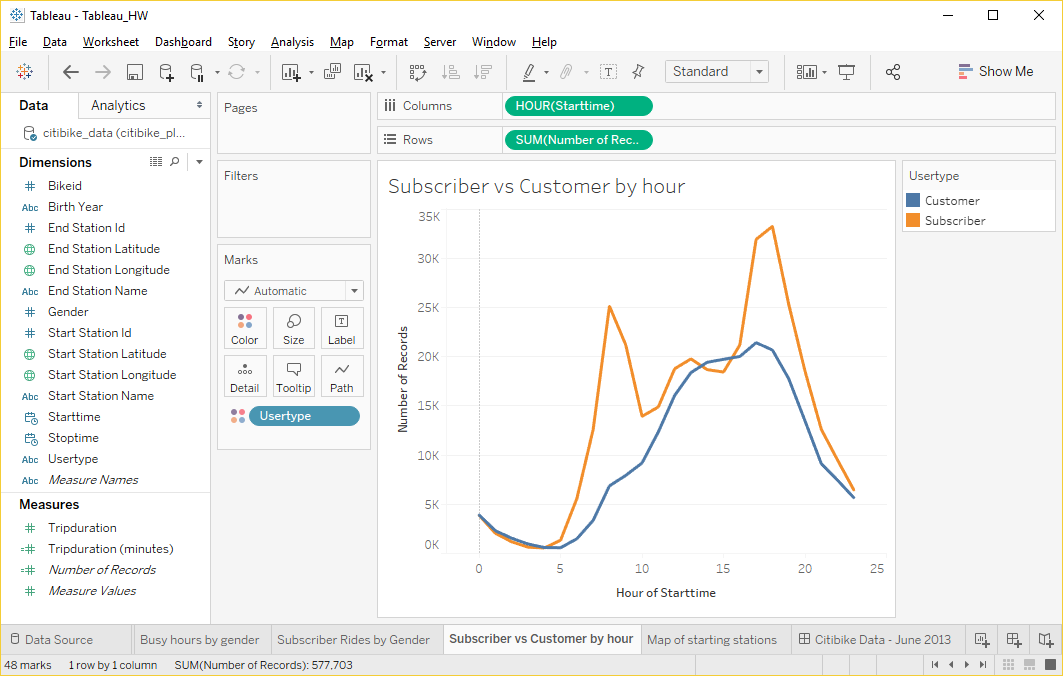 Tableau - Tableau_HW
File Data Worksheet Dashboard Story Analysis Map Format Server Window Help
Standard
Show Me
Data Analytics
citibike_data (citibike_pl...
Dimensions
Bikeid
Abc Birth Year
End Station Id
End Station Latitude
End Station Longitude
Abc End Station Name
Gender
Start Station Id
Start Station Latitude
Start Station Longitude
Abc Start Station Name
Starttime
Stoptime
Abc Usertype
Abc Measure Names
Measures
Tripduration
Tripduration (minutes)
Number of Records
Measure Values
Pages
Filters
Marks
Automatic
Color Size Label
Detail Tooltip Path
Usertype
Columns HOUR(Starttime)
Rows SUM(Number of Rec..
Subscriber vs Customer by hour
35K
30K
25K
20K
15K
10K
5K
0K
Number of Records
0 5 10 15 20 25
Hour of Starttime
Usertype
Customer
Subscriber
Data Source Busy hours by gender Subscriber Rides by Gender Subscriber vs Customer by hour Map of starting stations Citibike Data - June 2013
48 marks 1 row by 1 column SUM(Number of Records): 577,703